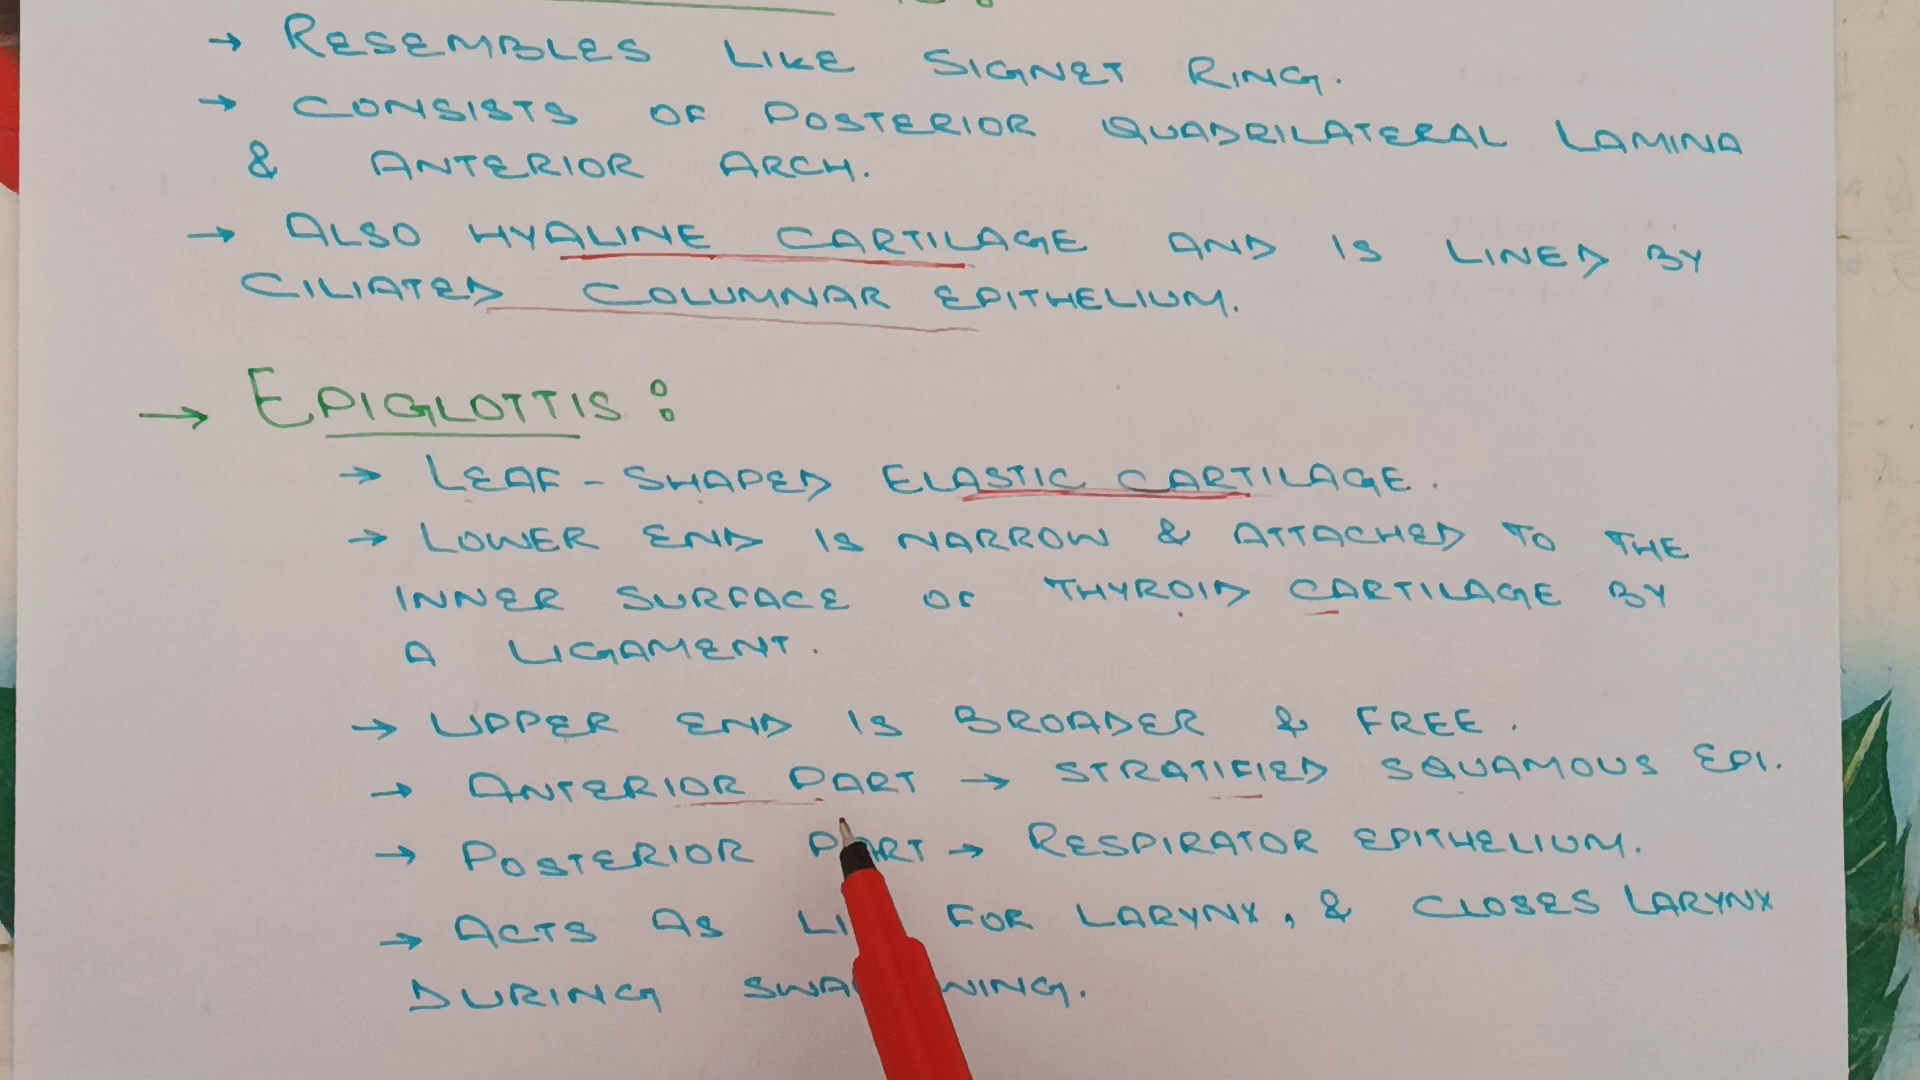 → RESEMBLES LIKE SIGNET RING.
→ CONSISTS OF POSTERIOR QUADRILATERAL LAMINA
& ANTERIOR ARCH.
→ ALSO HYALINE CARTILAGE AND IS LINED BY
CILIATED COLUMNAR EPITHELIUM.
→ EPIGLOTTIS :
→ LEAF-SHAPED ELASTIC CARTILAGE.
→ LOWER END IS NARROW & ATTACHED TO THE
INNER SURFACE OF THYROID CARTILAGE BY
A LIGAMENT.
→ UPPER END IS BROADER & FREE.
→ ANTERIOR PART → STRATIFIED SQUAMOUS EPI.
→ POSTERIOR PART → RESPIRATOR EPITHELIUM.
→ ACTS AS FOR LARYNX, & CLOSES LARYNX
DURING